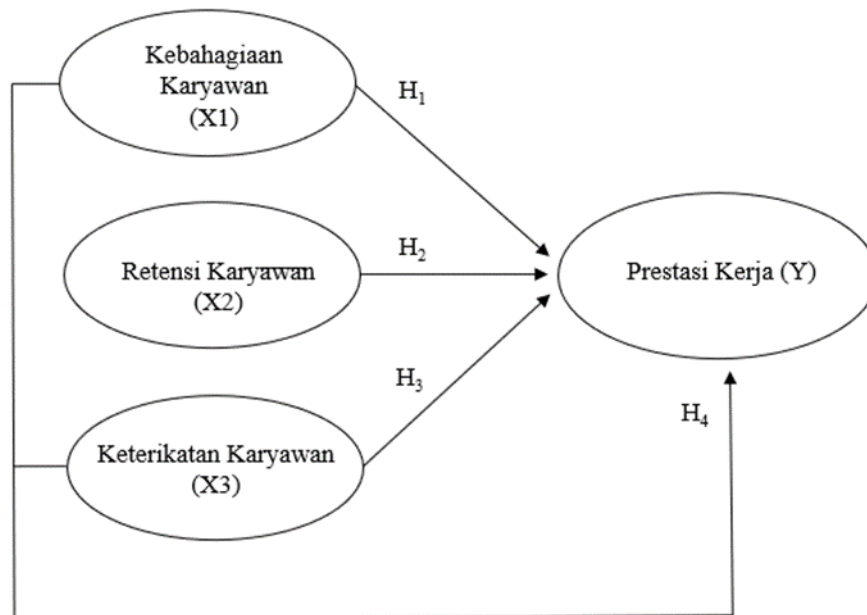 Kebahagiaan
Karyawan
(X1)
H₁
Retensi Karyawan
(X2)
H₂
Prestasi Kerja (Y)
H₃
Keterikatan Karyawan
(X3)
H₄